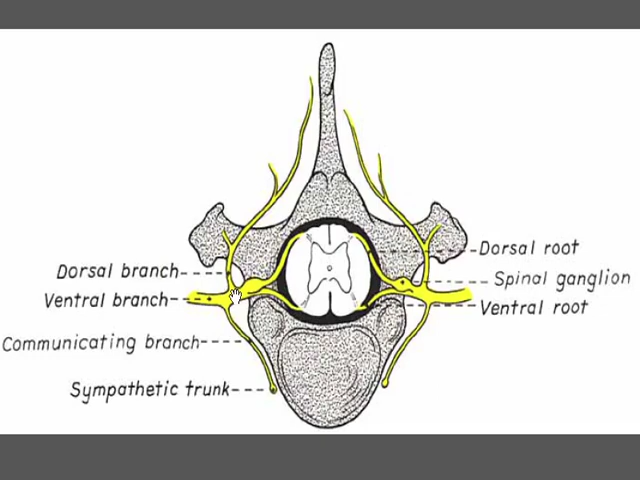 Dorsal branch
Ventral branch
Communicating branch
Sympathetic trunk
Dorsal root
Spinal ganglion
Ventral root